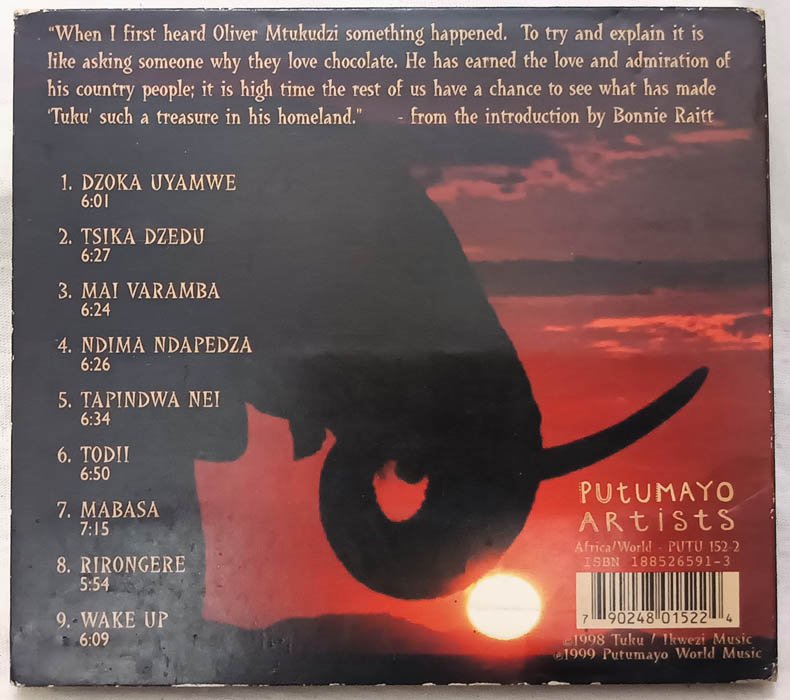 "When I first heard Oliver Mtukudzi something happened. To try and explain it is
like asking someone why they love chocolate. He has earned the love and admiration of
his country people; it is high time the rest of us have a chance to see what has made
'Tuku' such a treasure in his homeland." - from the introduction by Bonnie Raitt
1. DZOKA UYAMWE
6:01
2. TSIKA DZEDU
6:27
3. MAI VARAMBA
6:24
4. NDIMA NDAPEDZA
6:26
5. TAPINDWA NEI
6:34
6. TODII
6:50
7. MABASA
7:15
8. RIRONGERE
5:54
9. WAKE UP
6:09
PUTUMAYO
ARTISTS
Africa/World - PUTU 152-2
ISBN 188526591-3
7 90248 01522 4
©1998 Tuku / Ikwezi Music
℗1999 Putumayo World Music